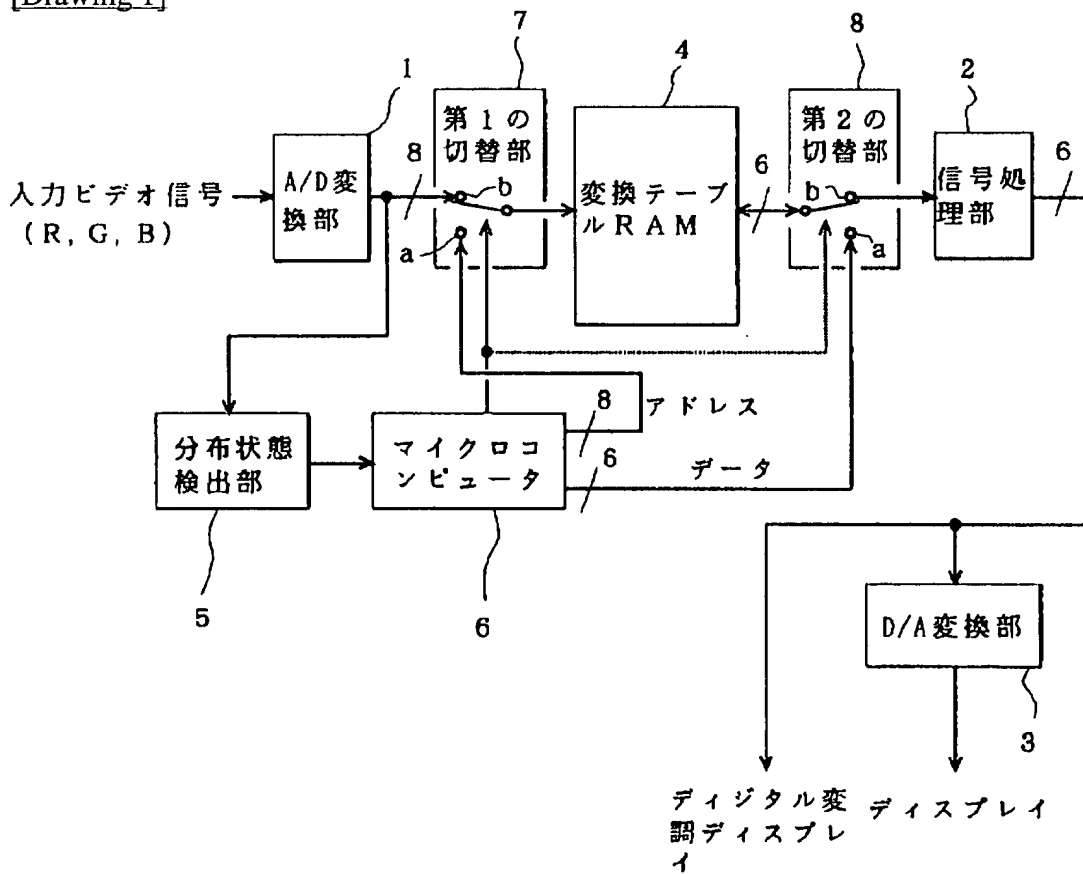 [Drawing 1]
7
8
4
1
2
第1の
切替部
第2の
切替部
A/D変
換部
8
b
a
変換テーブ
ルRAM
6
b
a
信号処
理部
6
入力ビデオ信号
(R, G, B)
8
アドレス
分布状態
検出部
マイクロコ
ンピュータ
6
データ
5
6
D/A変換部
3
ディジタル変
調ディスプレ
イ
ディスプレイ